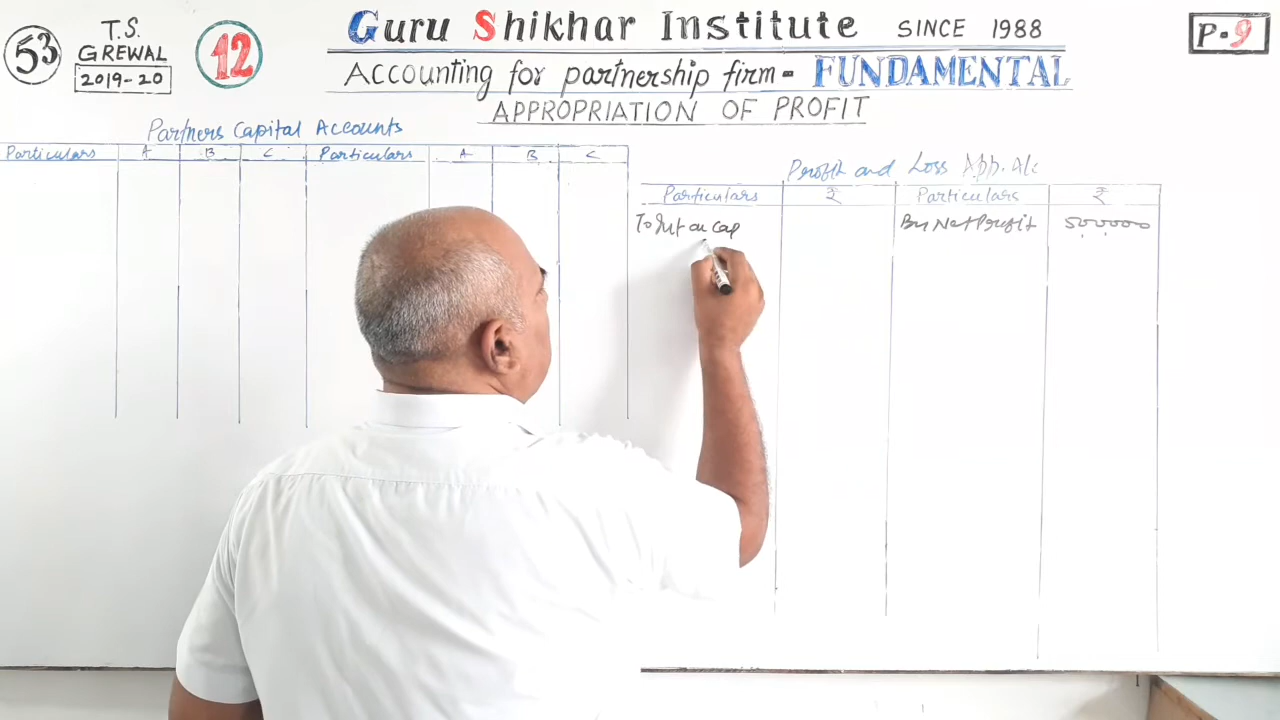 53
T.S.
GREWAL
2019-20
12
Guru Shikhar Institute SINCE 1988
P.9
Accounting for partnership firm - FUNDAMENTAL
APPROPRIATION OF PROFIT
Partners Capital Accounts
Particulars A B C Particulars A B C
Profit and Loss App. A/c
Particulars ₹ Particulars ₹
To Int on Cap By Net Profit 500000